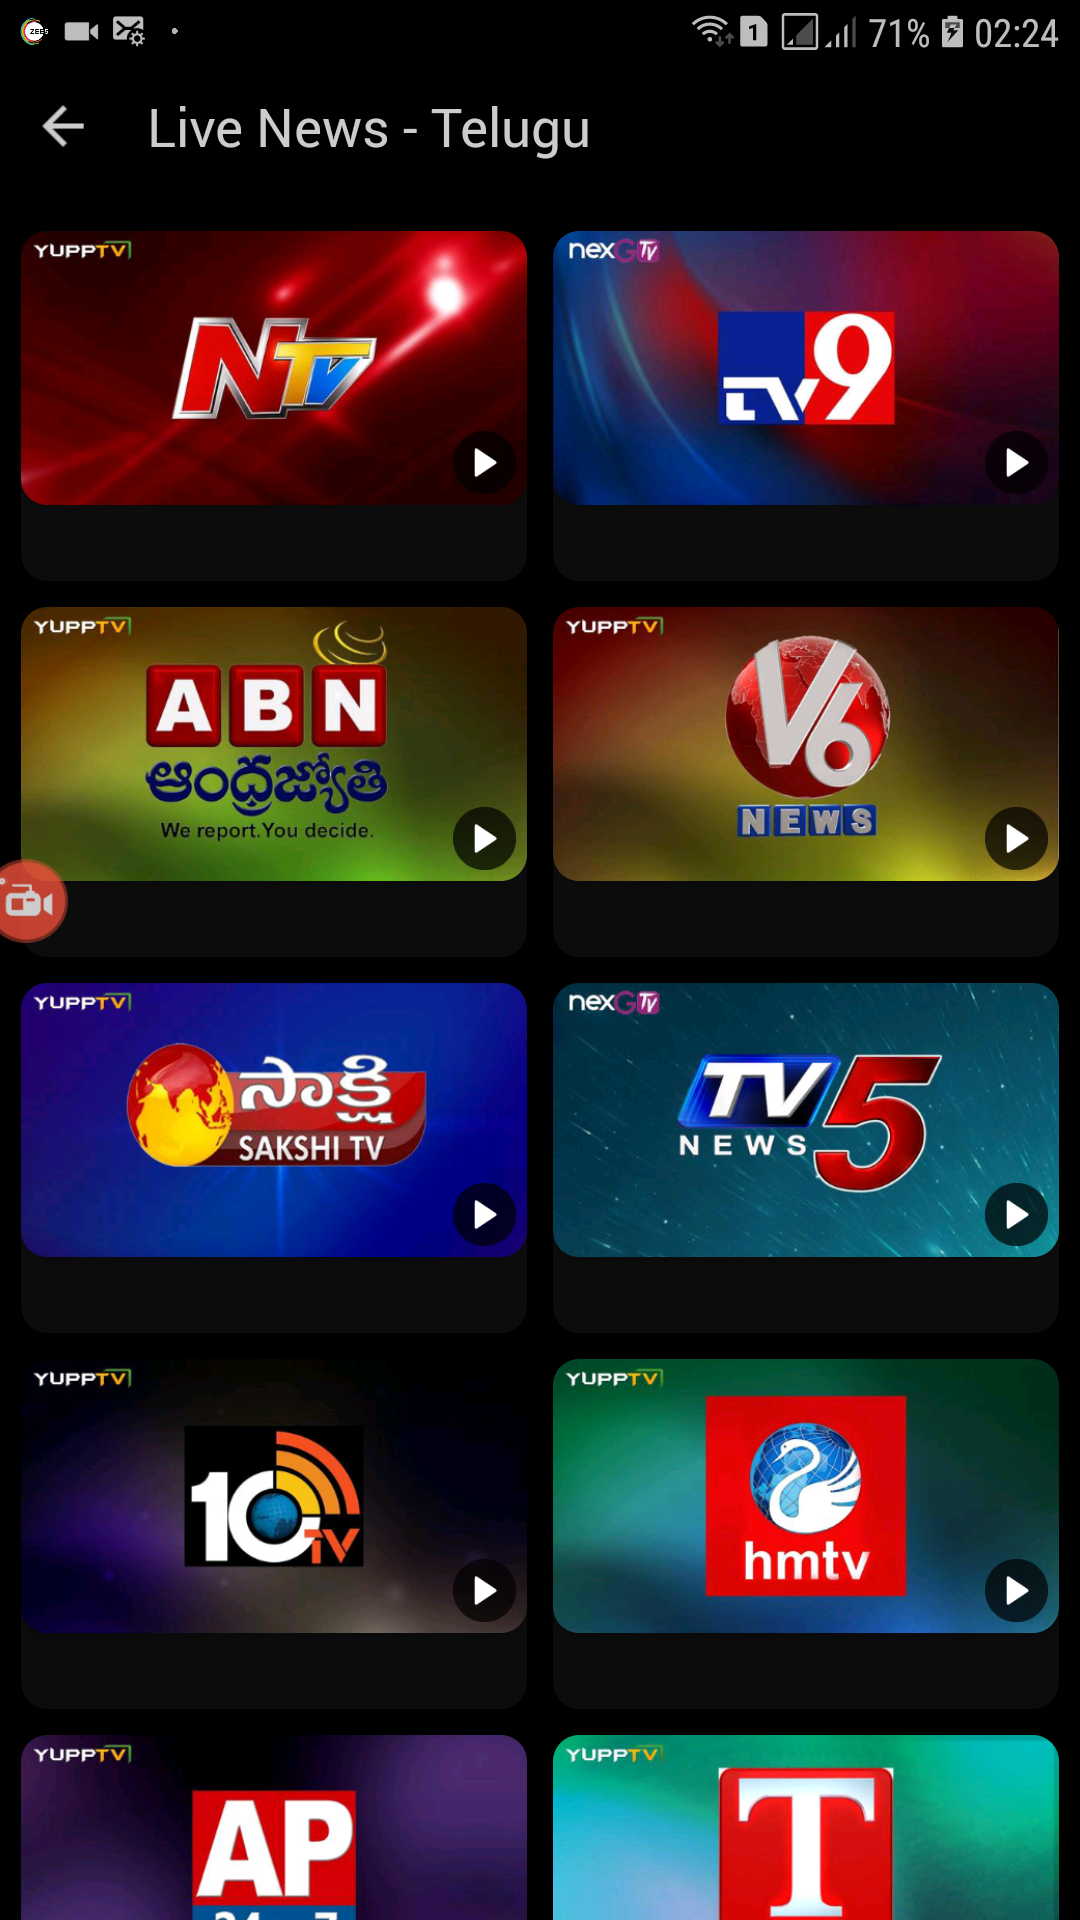 ZEE5
1
71%
02:24
Live News - Telugu
YUPPTV
NTV
nexGTv
TV9
YUPPTV
ABN
ఆంధ్రజ్యోతి
We report.You decide.
YUPPTV
V6
NEWS
YUPPTV
సాక్షి
SAKSHI TV
nexGTv
TV5
NEWS
YUPPTV
10TV
YUPPTV
hmtv
YUPPTV
AP
YUPPTV
T